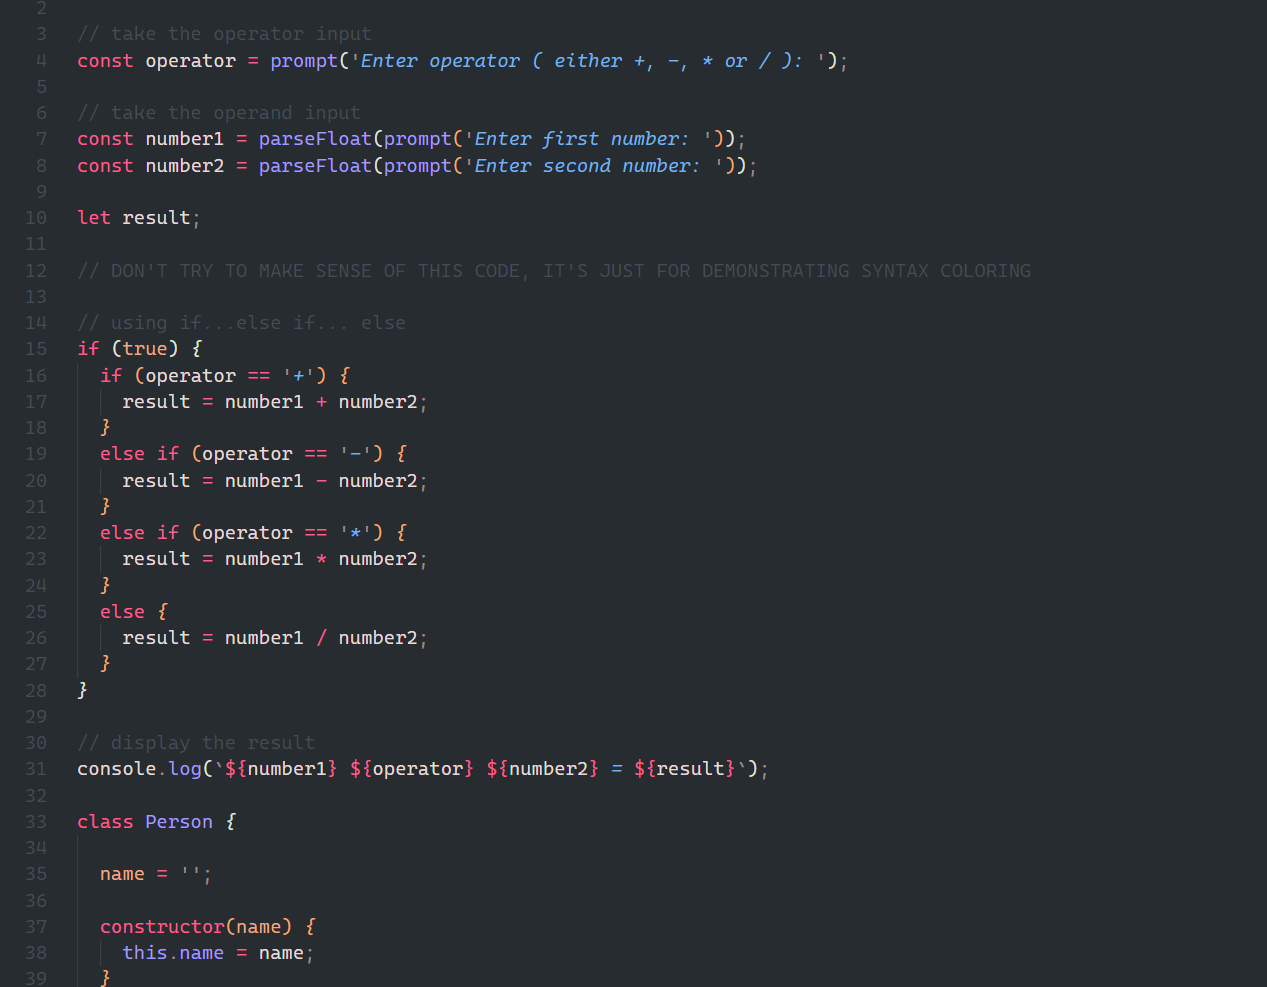 2
3 // take the operator input
4 const operator = prompt('Enter operator ( either +, -, * or / ): ');
5
6 // take the operand input
7 const number1 = parseFloat(prompt('Enter first number: '));
8 const number2 = parseFloat(prompt('Enter second number: '));
9
10 let result;
11
12 // DON'T TRY TO MAKE SENSE OF THIS CODE, IT'S JUST FOR DEMONSTRATING SYNTAX COLORING
13
14 // using if...else if... else
15 if (true) {
16   if (operator == '+') {
17     result = number1 + number2;
18   }
19   else if (operator == '-') {
20     result = number1 - number2;
21   }
22   else if (operator == '*') {
23     result = number1 * number2;
24   }
25   else {
26     result = number1 / number2;
27   }
28 }
29
30 // display the result
31 console.log(`${number1} ${operator} ${number2} = ${result}`);
32
33 class Person {
34
35   name = '';
36
37   constructor(name) {
38     this.name = name;
39   }